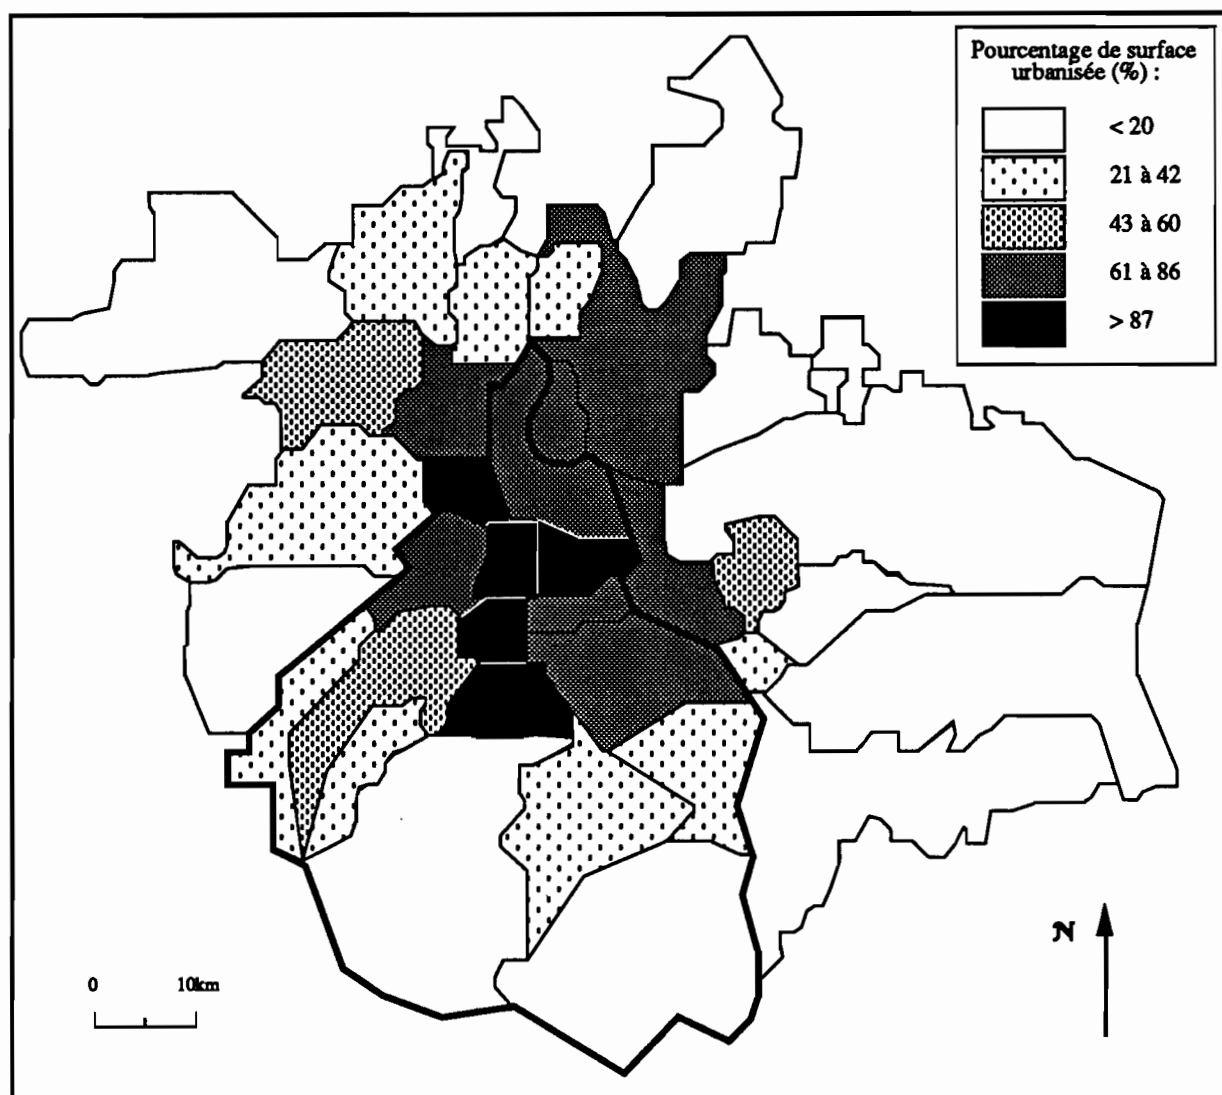 Pourcentage de surface
urbanisée (%) :
< 20
21 à 42
43 à 60
61 à 86
> 87
N
0 10km